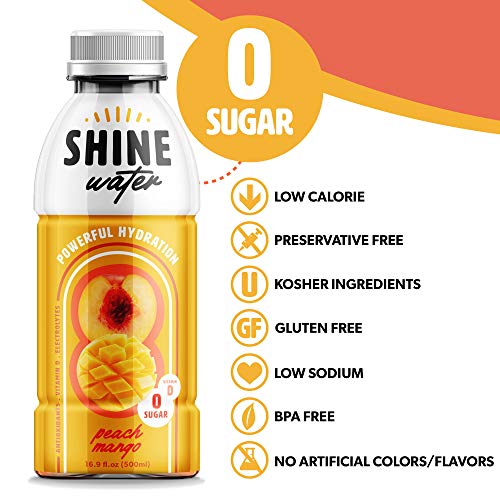 SHINE
water
POWERFUL HYDRATION
ANTIOXIDANTS • VITAMIN D • ELECTROLYTES
VITAMIN
D
0
SUGAR
peach
mango
16.9 fl.oz (500ml)
0
SUGAR
LOW CALORIE
PRESERVATIVE FREE
U
KOSHER INGREDIENTS
GF
GLUTEN FREE
LOW SODIUM
BPA FREE
NO ARTIFICIAL COLORS/FLAVORS